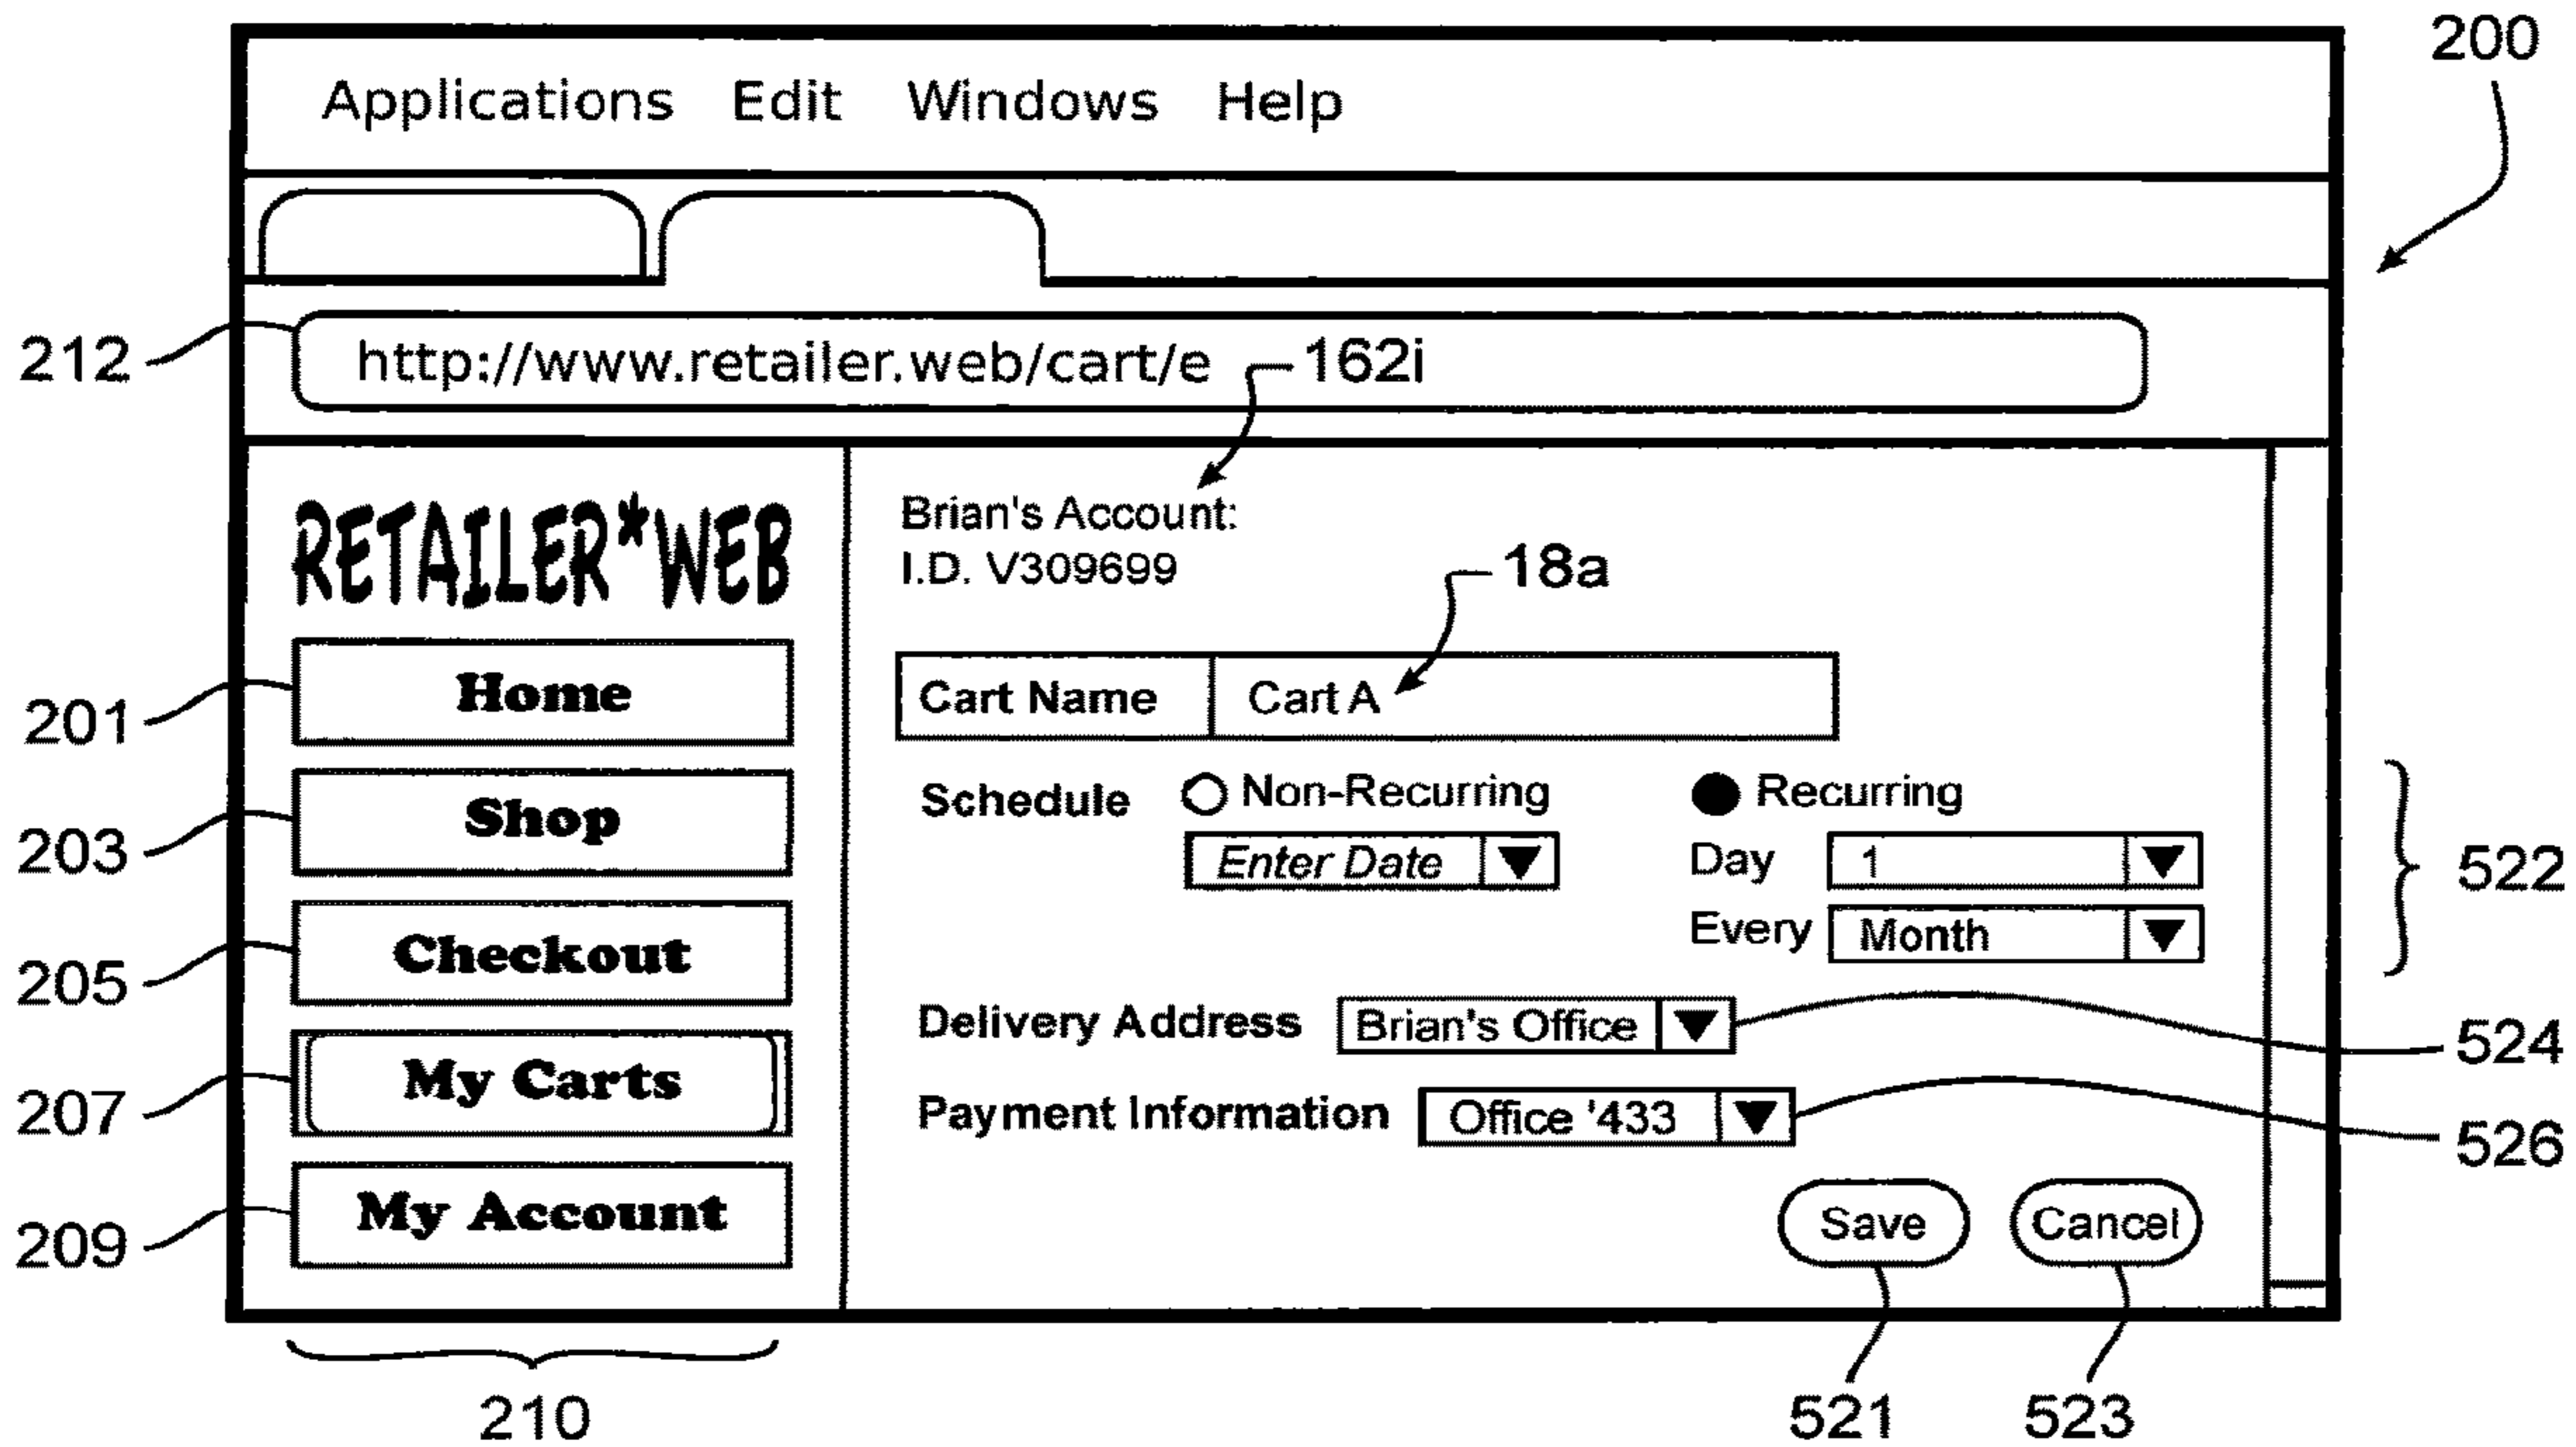 200
Applications Edit Windows Help
212
http://www.retailer.web/cart/e
162i
RETAILER*WEB
Brian's Account:
I.D. V309699
18a
201
Home
Cart Name Cart A
203
Shop
Schedule Non-Recurring Recurring
Enter Date Day 1
522
Every Month
205
Checkout
Delivery Address Brian's Office
524
207
My Carts
Payment Information Office '433
526
209
My Account
Save Cancel
210
521 523